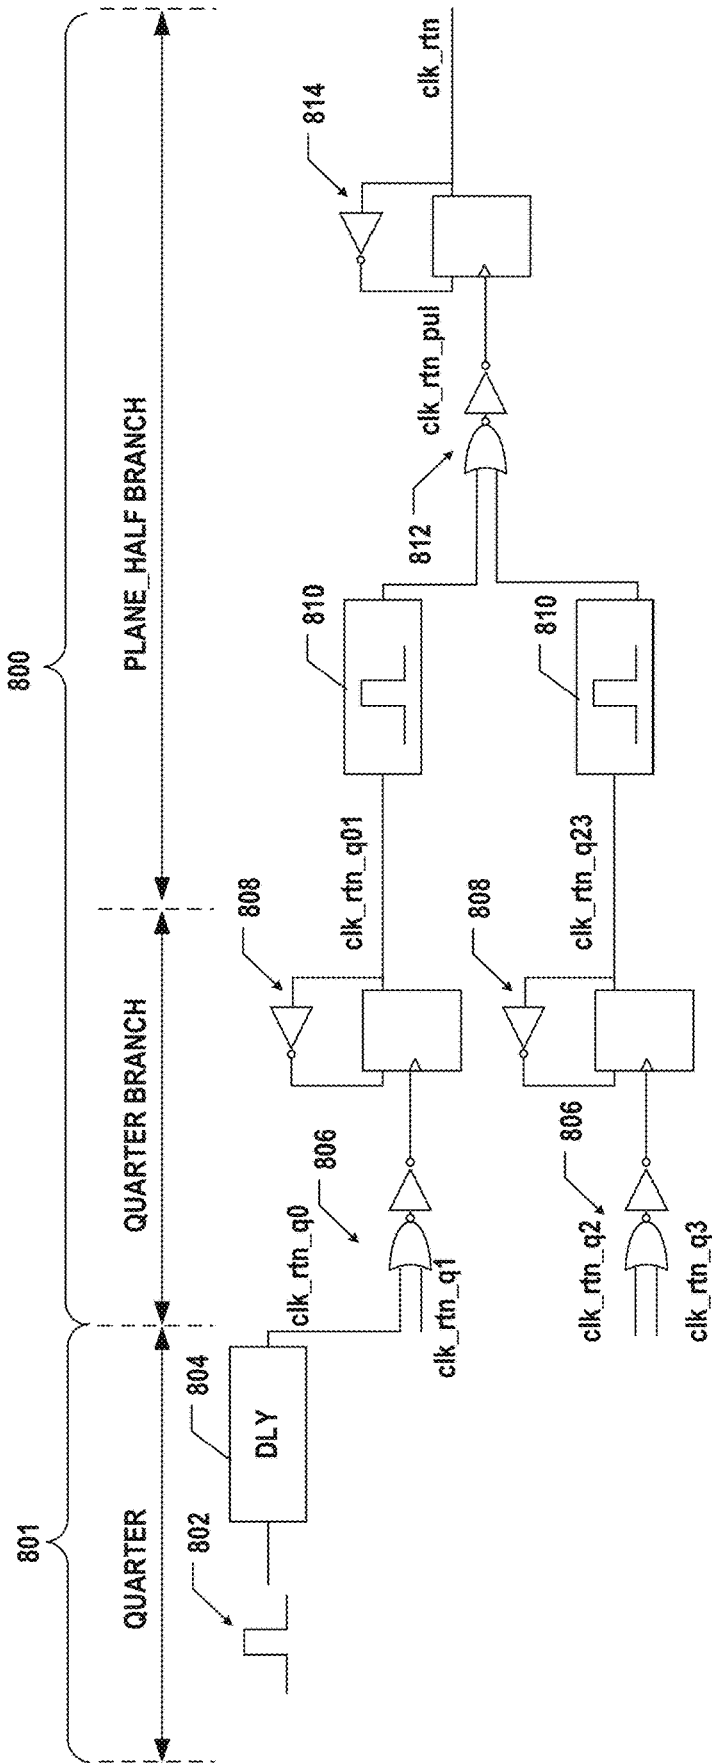 800
801
QUARTER
QUARTER BRANCH
PLANE_HALF BRANCH
802
804
DLY
clk_rtn_q0
clk_rtn_q1
806
808
clk_rtn_q01
810
812
clk_rtn_pul
814
clk_rtn
clk_rtn_q2
clk_rtn_q3
806
808
clk_rtn_q23
810